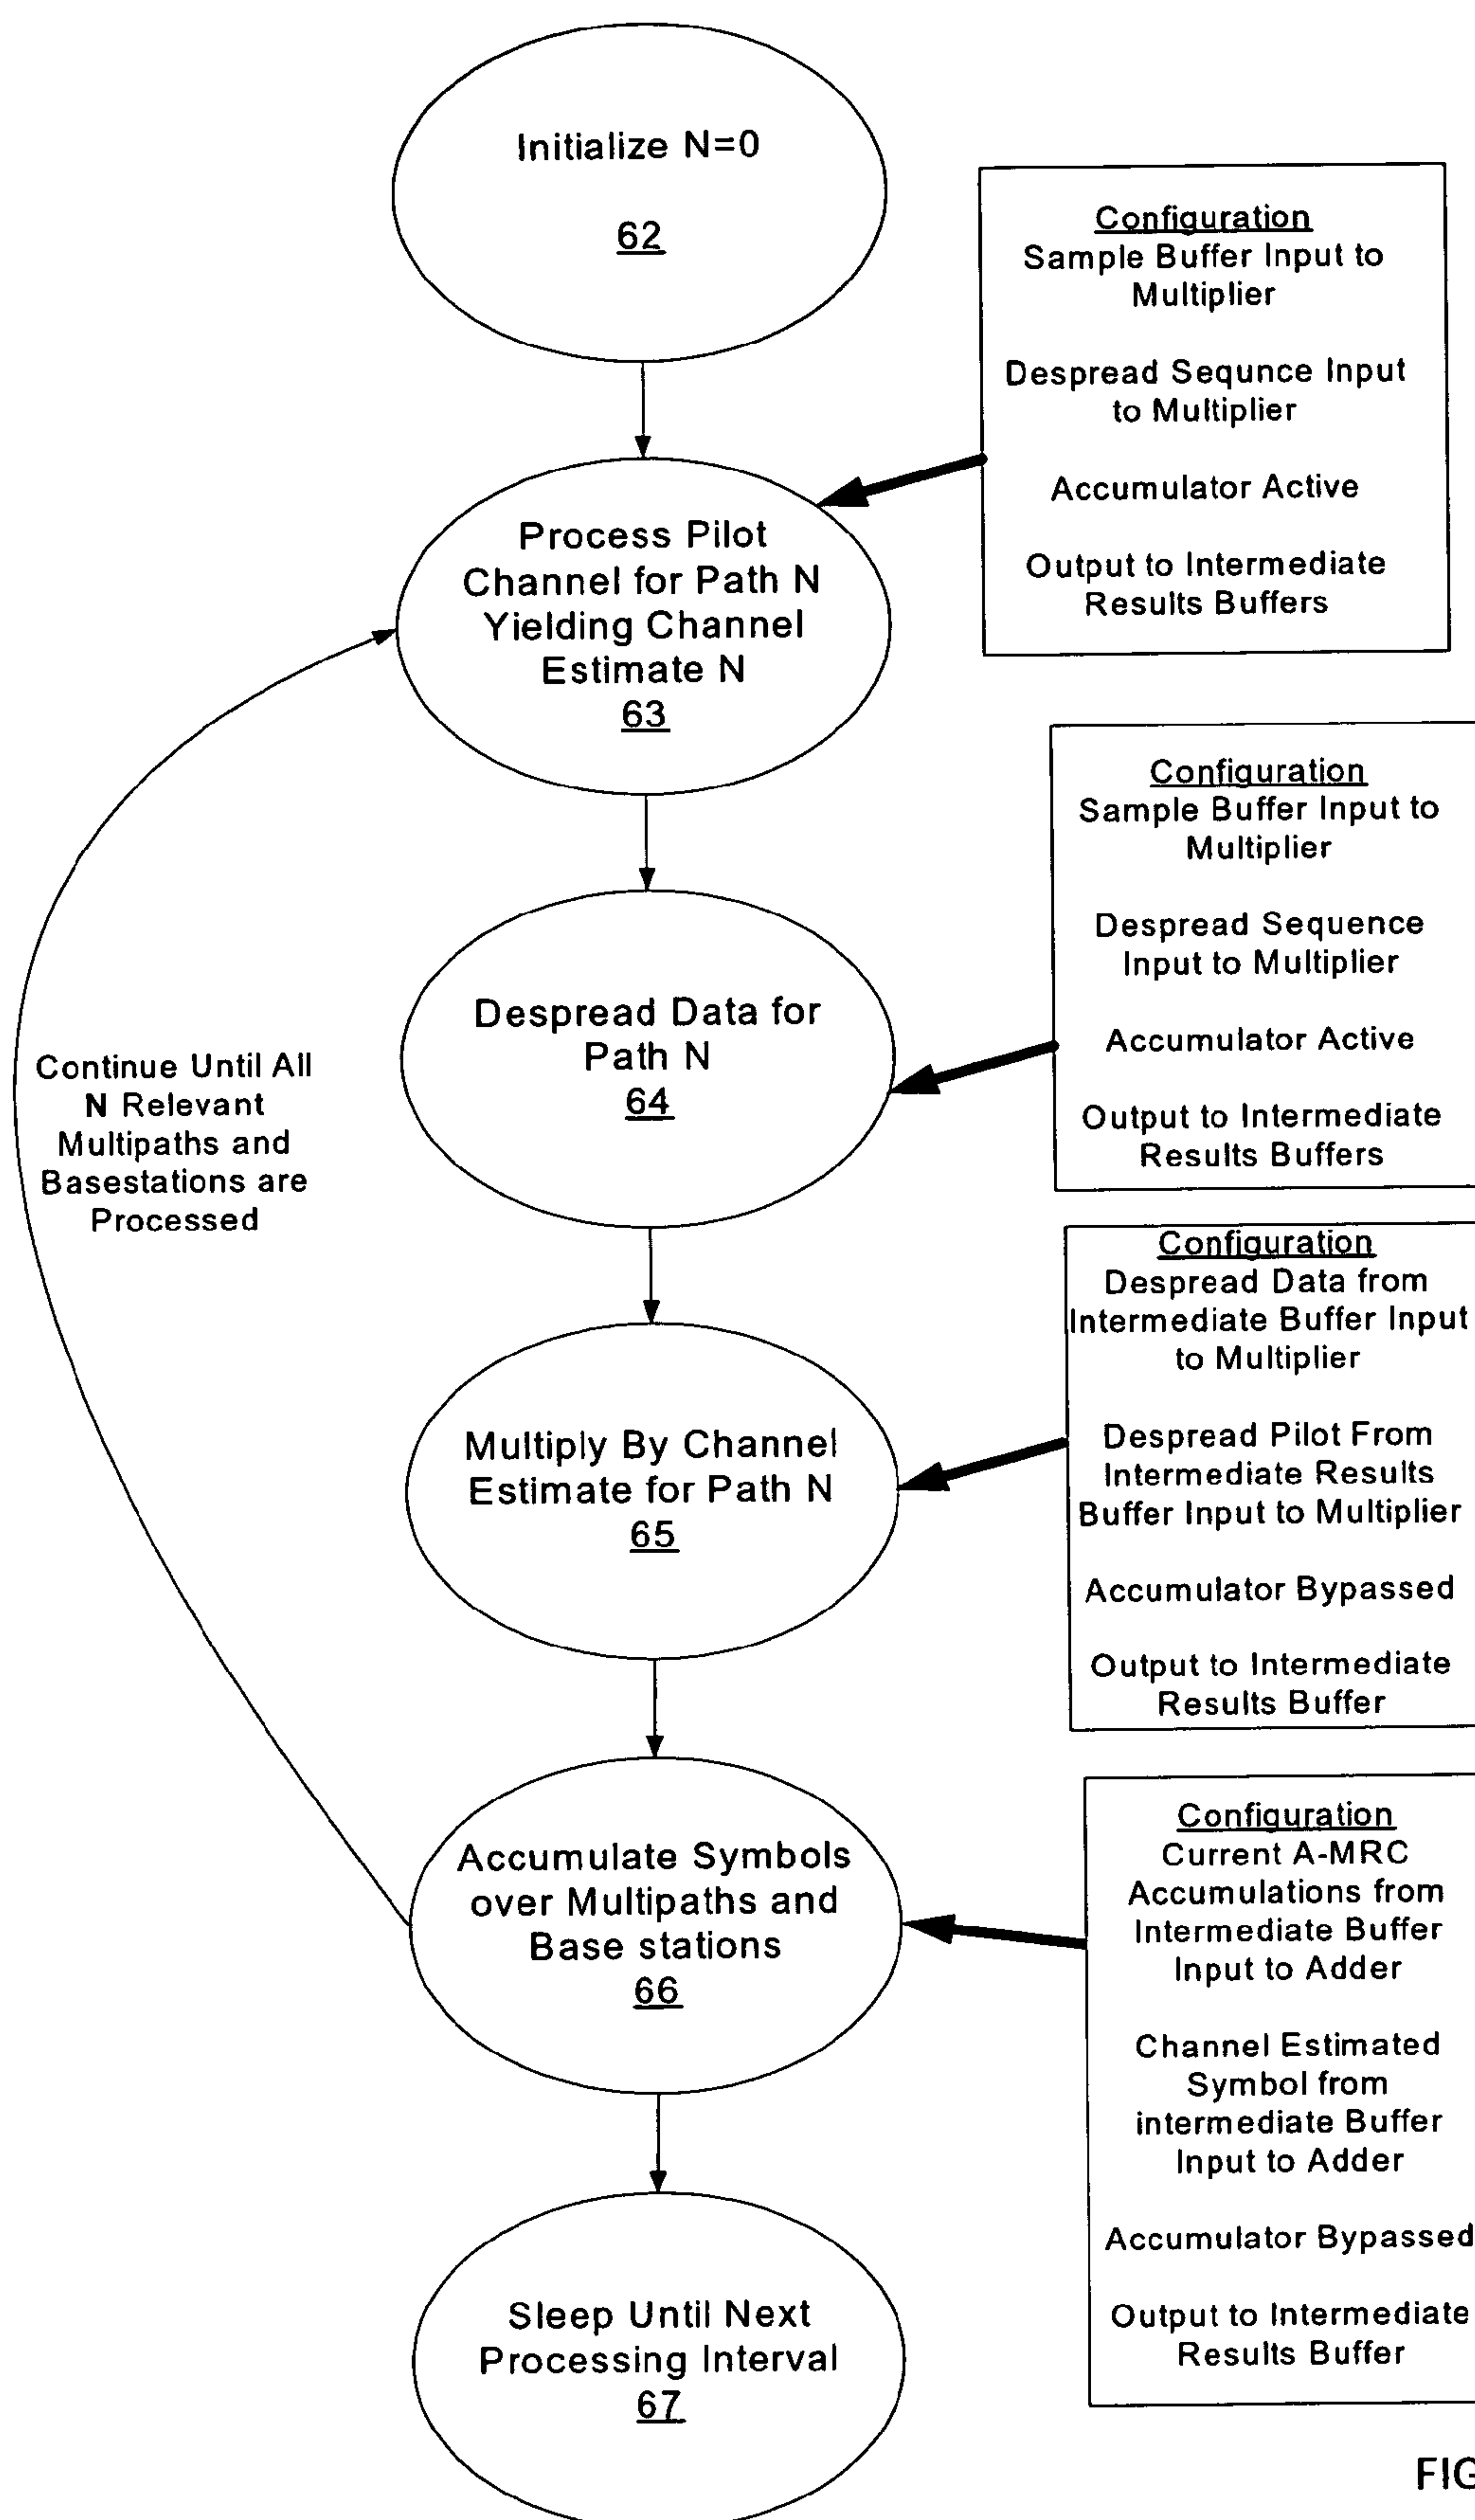 Initialize N=0
62
Configuration
Sample Buffer Input to
Multiplier
Despread Sequnce Input
to Multiplier
Accumulator Active
Output to Intermediate
Results Buffers
Process Pilot
Channel for Path N
Yielding Channel
Estimate N
63
Configuration
Sample Buffer Input to
Multiplier
Despread Sequence
Input to Multiplier
Accumulator Active
Output to Intermediate
Results Buffers
Despread Data for
Path N
64
Continue Until All
N Relevant
Multipaths and
Basestations are
Processed
Configuration
Despread Data from
Intermediate Buffer Input
to Multiplier
Despread Pilot From
Intermediate Results
Buffer Input to Multiplier
Accumulator Bypassed
Output to Intermediate
Results Buffer
Multiply By Channel
Estimate for Path N
65
Configuration
Current A-MRC
Accumulations from
Intermediate Buffer
Input to Adder
Channel Estimated
Symbol from
intermediate Buffer
Input to Adder
Accumulator Bypassed
Output to Intermediate
Results Buffer
Accumulate Symbols
over Multipaths and
Base stations
66
Sleep Until Next
Processing Interval
67
FIG